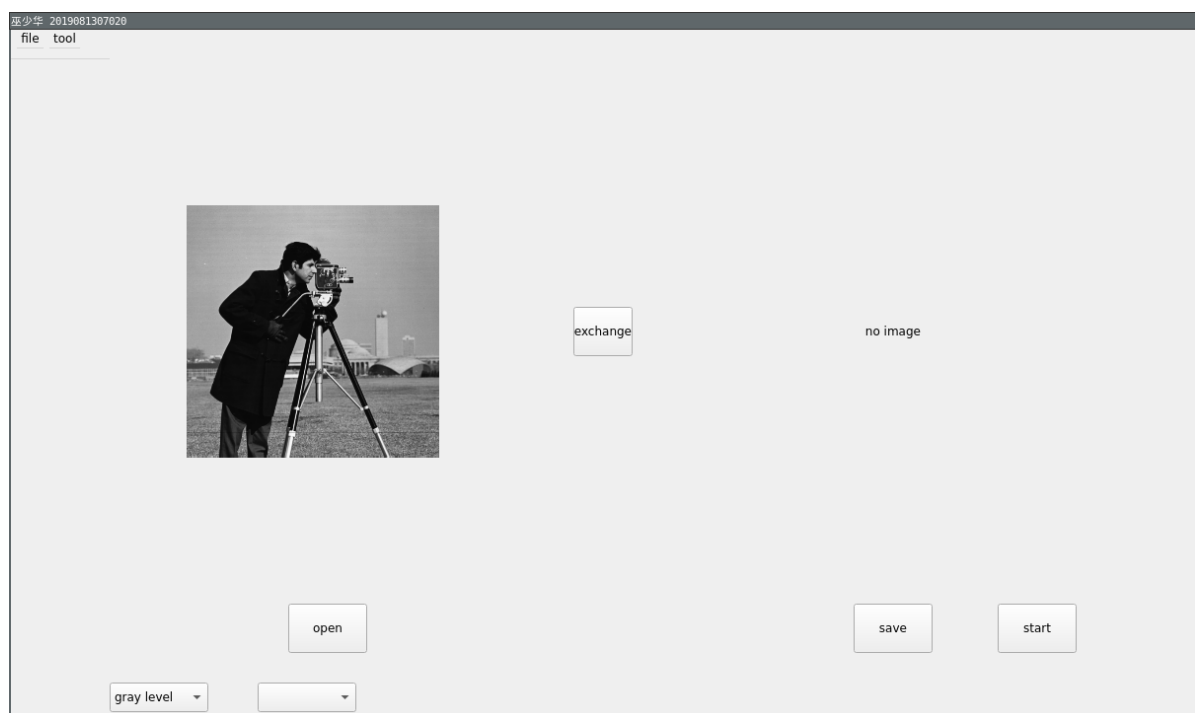 巫少华 2019081307020
file tool
exchange
no image
open
save
start
gray level